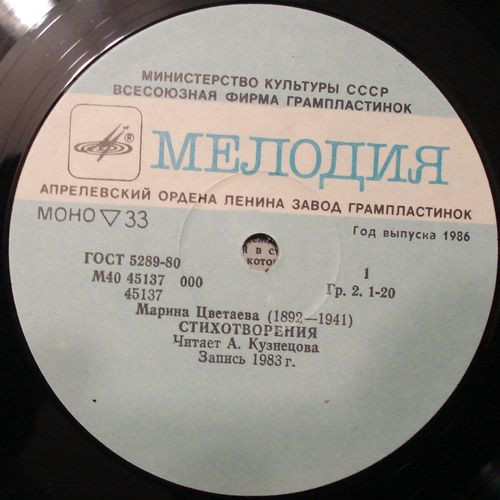 МИНИСТЕРСТВО КУЛЬТУРЫ СССР
ВСЕСОЮЗНАЯ ФИРМА ГРАМПЛАСТИНОК
® МЕЛОДИЯ
АПРЕЛЕВСКИЙ ОРДЕНА ЛЕНИНА ЗАВОД ГРАМПЛАСТИНОК
МОНО ▽ 33
Год выпуска 1986
ГОСТ 5289-80
М40 45137 000
45137
1
Гр. 2. 1-20
Марина Цветаева (1892—1941)
СТИХОТВОРЕНИЯ
Читает А. Кузнецова
Запись 1983 г.